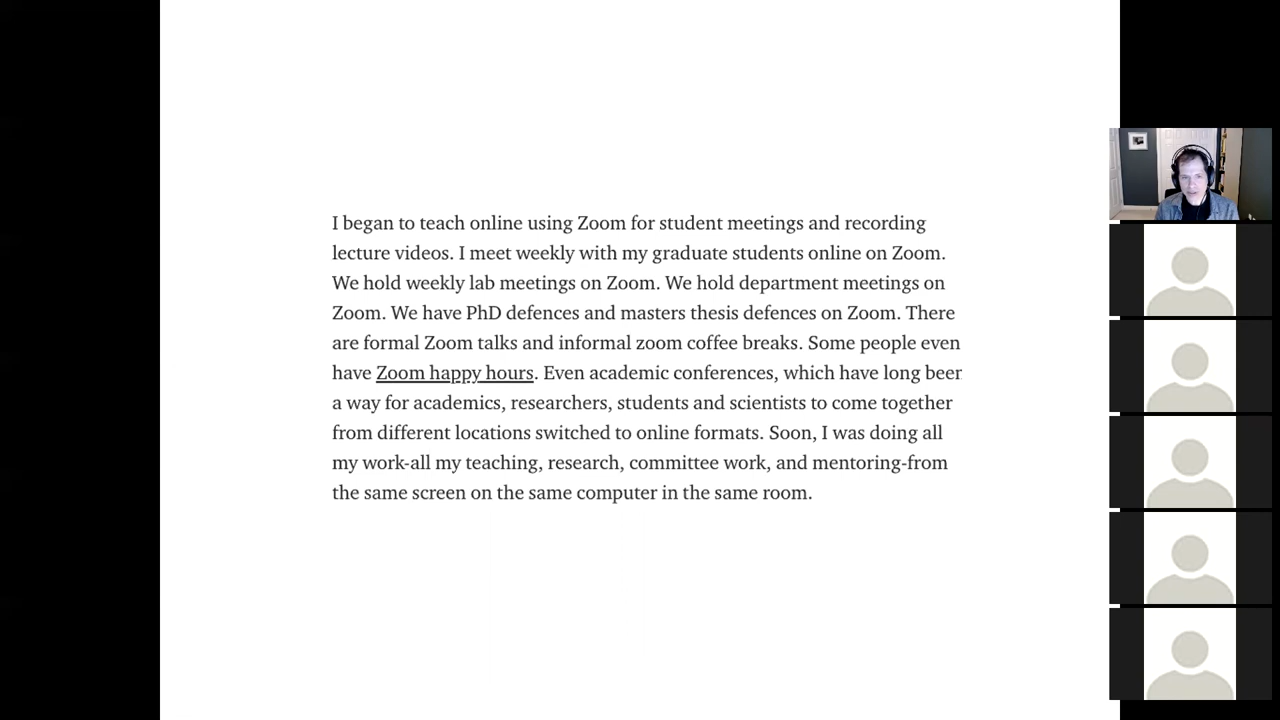 I began to teach online using Zoom for student meetings and recording
lecture videos. I meet weekly with my graduate students online on Zoom.
We hold weekly lab meetings on Zoom. We hold department meetings on
Zoom. We have PhD defences and masters thesis defences on Zoom. There
are formal Zoom talks and informal zoom coffee breaks. Some people even
have Zoom happy hours. Even academic conferences, which have long been
a way for academics, researchers, students and scientists to come together
from different locations switched to online formats. Soon, I was doing all
my work-all my teaching, research, committee work, and mentoring-from
the same screen on the same computer in the same room.